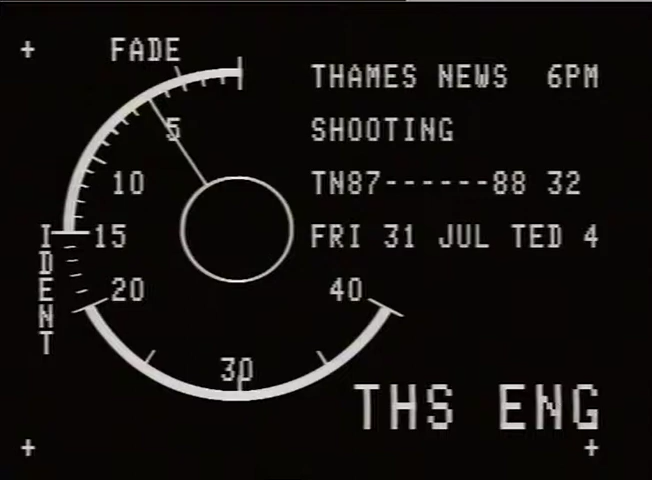 FADE
THAMES NEWS 6PM
SHOOTING
5
10
TN87------88 32
15
FRI 31 JUL TED 4
IDENT
20
40
30
THS ENG